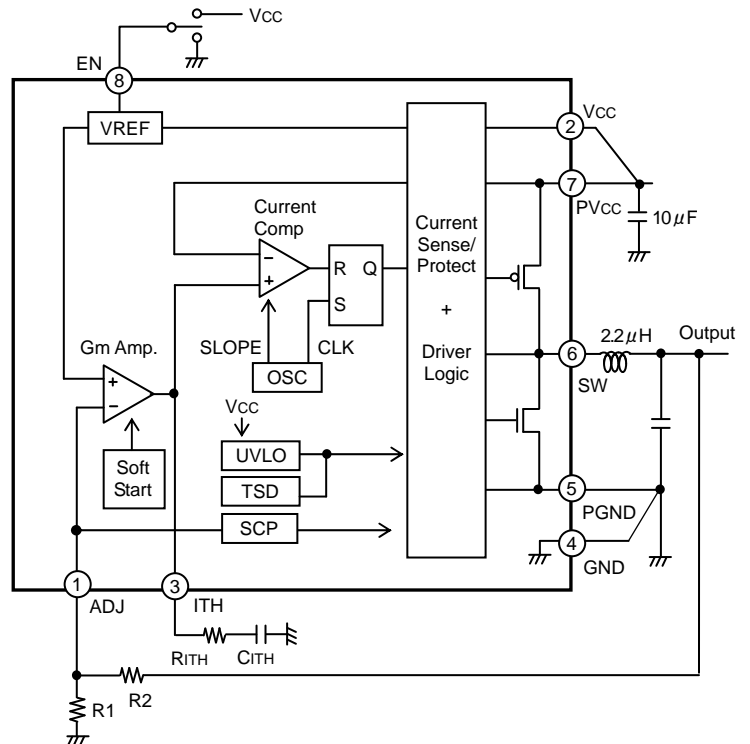 VCC
EN
8
VREF
VCC
2
7
PVCC
10μF
Current
Comp
−
+
R Q
S
Current
Sense/
Protect
+
Driver
Logic
SLOPE
CLK
OSC
Gm Amp.
+
−
Soft
Start
VCC
UVLO
TSD
SCP
2.2μH
Output
6
SW
5
PGND
4
GND
1
ADJ
3
ITH
RITH
CITH
R2
R1